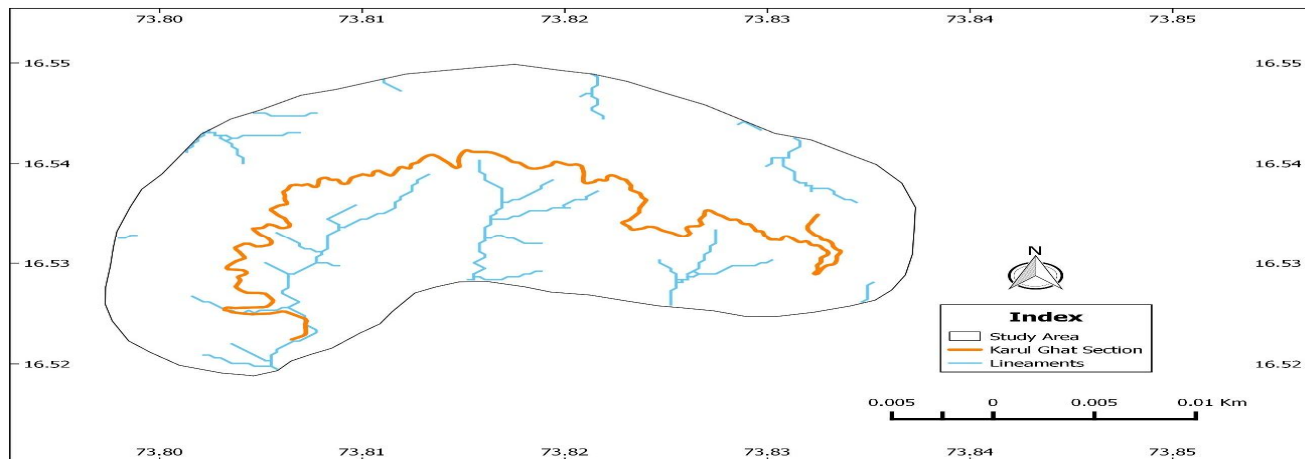 73.80 73.81 73.82 73.83 73.84 73.85
16.55 16.55
16.54 16.54
16.53 16.53
N
Index
Study Area
Karul Ghat Section
Lineaments
16.52 16.52
0.005 0 0.005 0.01 Km
73.80 73.81 73.82 73.83 73.84 73.85